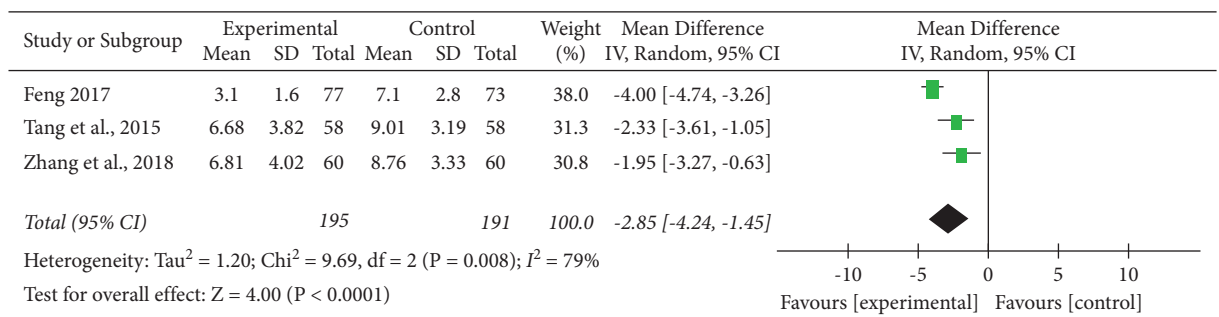 Study or Subgroup Experimental Control Weight Mean Difference Mean Difference
Mean SD Total Mean SD Total (%) IV, Random, 95% CI IV, Random, 95% CI
Feng 2017 3.1 1.6 77 7.1 2.8 73 38.0 -4.00 [-4.74, -3.26]
Tang et al., 2015 6.68 3.82 58 9.01 3.19 58 31.3 -2.33 [-3.61, -1.05]
Zhang et al., 2018 6.81 4.02 60 8.76 3.33 60 30.8 -1.95 [-3.27, -0.63]
Total (95% CI) 195 191 100.0 -2.85 [-4.24, -1.45]
Heterogeneity: Tau² = 1.20; Chi² = 9.69, df = 2 (P = 0.008); I² = 79%
-10 -5 0 5 10
Test for overall effect: Z = 4.00 (P < 0.0001)
Favours [experimental] Favours [control]